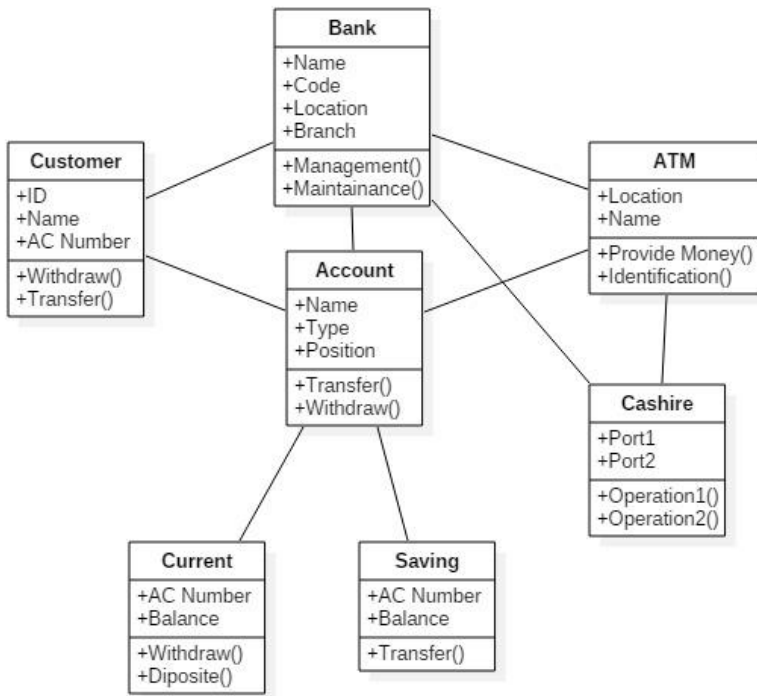 Bank
+Name
+Code
+Location
+Branch
+Management()
+Maintainance()
Customer
+ID
+Name
+AC Number
+Withdraw()
+Transfer()
ATM
+Location
+Name
+Provide Money()
+Identification()
Account
+Name
+Type
+Position
+Transfer()
+Withdraw()
Cashire
+Port1
+Port2
+Operation1()
+Operation2()
Current
+AC Number
+Balance
+Withdraw()
+Diposite()
Saving
+AC Number
+Balance
+Transfer()